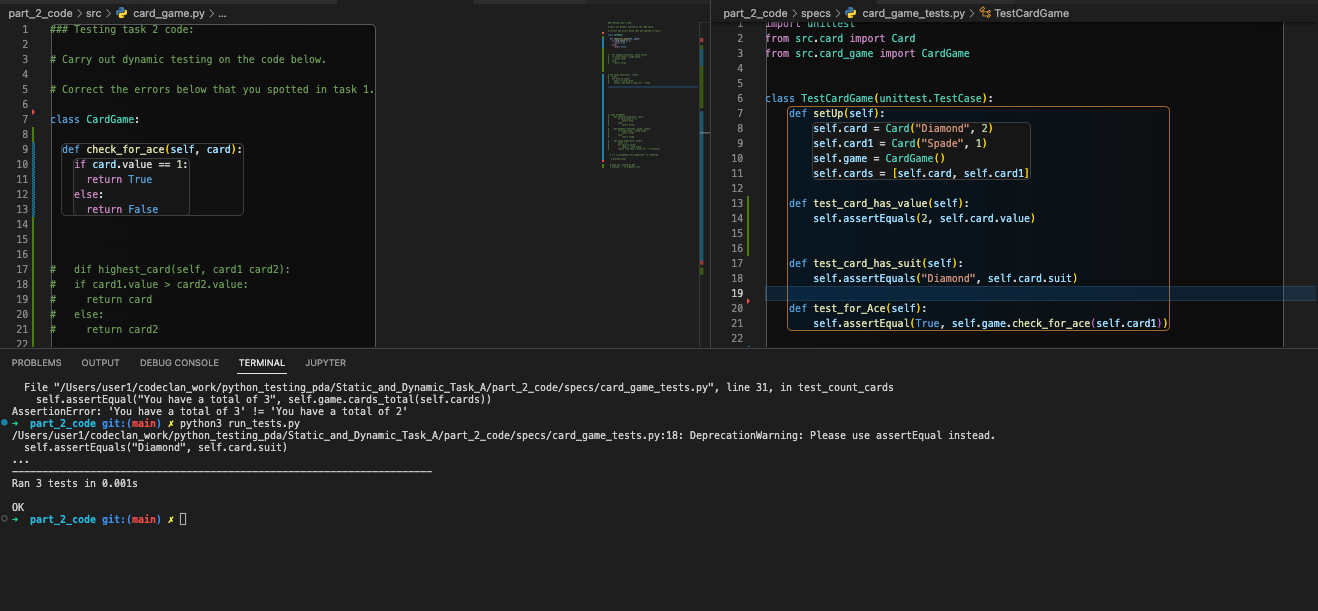 part_2_code > src > card_game.py > ...
1 ### Testing task 2 code:
2
3 # Carry out dynamic testing on the code below.
4
5 # Correct the errors below that you spotted in task 1.
6
7 class CardGame:
8
9 def check_for_ace(self, card):
10 if card.value == 1:
11 return True
12 else:
13 return False
14
15
16
17 #   dif highest_card(self, card1 card2):
18 #   if card1.value > card2.value:
19 #     return card
20 #   else:
21 #     return card2
22
part_2_code > specs > card_game_tests.py > TestCardGame
1 import unittest
2 from src.card import Card
3 from src.card_game import CardGame
4
5
6 class TestCardGame(unittest.TestCase):
7 def setUp(self):
8 self.card = Card("Diamond", 2)
9 self.card1 = Card("Spade", 1)
10 self.game = CardGame()
11 self.cards = [self.card, self.card1]
12
13 def test_card_has_value(self):
14 self.assertEquals(2, self.card.value)
15
16
17 def test_card_has_suit(self):
18 self.assertEquals("Diamond", self.card.suit)
19
20 def test_for_Ace(self):
21 self.assertEqual(True, self.game.check_for_ace(self.card1))
22
PROBLEMS OUTPUT DEBUG CONSOLE TERMINAL JUPYTER
File "/Users/user1/codeclan_work/python_testing_pda/Static_and_Dynamic_Task_A/part_2_code/specs/card_game_tests.py", line 31, in test_count_cards
self.assertEqual("You have a total of 3", self.game.cards_total(self.cards))
AssertionError: 'You have a total of 3' != 'You have a total of 2'
➜ part_2_code git:(main) ✗ python3 run_tests.py
/Users/user1/codeclan_work/python_testing_pda/Static_and_Dynamic_Task_A/part_2_code/specs/card_game_tests.py:18: DeprecationWarning: Please use assertEqual instead.
self.assertEquals("Diamond", self.card.suit)
...
----------------------------------------------------------------------
Ran 3 tests in 0.001s

OK
➜ part_2_code git:(main) ✗